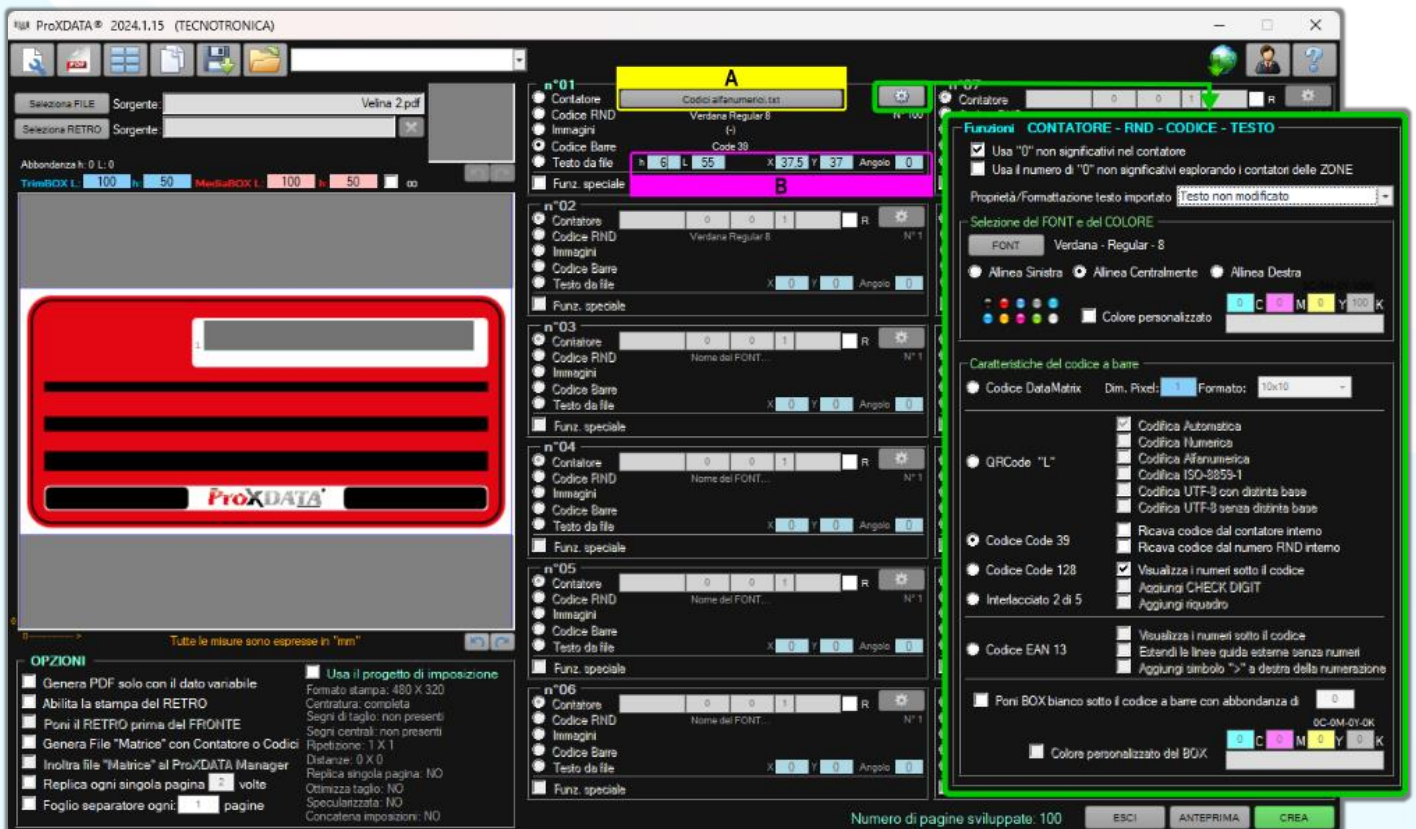 ProXDATA® 2024.1.15 (TECNOTRONICA)
Seleziona FILE Sorgente: Velina 2.pdf
Seleziona RETRO Sorgente:
Abbondanza h: 0 L: 0
TrimBOX L: 100 h: 50 MediaBOX L: 100 h: 50 ∞
1
ProXDATA
0
0------------>
Tutte le misure sono espresse in "mm"
OPZIONI
Genera PDF solo con il dato variabile
Abilita la stampa del RETRO
Poni il RETRO prima del FRONTE
Genera File "Matrice" con Contatore o Codici
Inoltra file "Matrice" al ProXDATA Manager
Replica ogni singola pagina 2 volte
Foglio separatore ogni: 1 pagine
Usa il progetto di imposizione
Formato stampa: 480 X 320
Centratura: completa
Segni di taglio: non presenti
Segni centrali: non presenti
Ripetizione: 1 X 1
Distanze: 0 X 0
Replica singola pagina: NO
Ottimizza taglio: NO
Specularizzata: NO
Concatena imposizioni: NO
n°01
A
Contatore Codici alfanumerici.txt
Codice RND Verdana Regular 8 N° 100
Immagini (-)
Codice Barre Code 39
Testo da file h 6 L 55 X 37.5 Y 37 Angolo 0
Funz. speciale B
n°02
Contatore 0 0 1 R
Codice RND Verdana Regular 8 N° 1
Immagini
Codice Barre
Testo da file X 0 Y 0 Angolo 0
Funz. speciale
n°03
Contatore 0 0 1 R
Codice RND Nome del FONT... N° 1
Immagini
Codice Barre
Testo da file X 0 Y 0 Angolo 0
Funz. speciale
n°04
Contatore 0 0 1 R
Codice RND Nome del FONT... N° 1
Immagini
Codice Barre
Testo da file X 0 Y 0 Angolo 0
Funz. speciale
n°05
Contatore 0 0 1 R
Codice RND Nome del FONT... N° 1
Immagini
Codice Barre
Testo da file X 0 Y 0 Angolo 0
Funz. speciale
n°06
Contatore 0 0 1 R
Codice RND Nome del FONT... N° 1
Immagini
Codice Barre
Testo da file X 0 Y 0 Angolo 0
Funz. speciale
Contatore 0 0 1 R
Funzioni CONTATORE - RND - CODICE - TESTO
Usa "0" non significativi nel contatore
Usa il numero di "0" non significativi esplorando i contatori delle ZONE
Proprietà/Formattazione testo importato Testo non modificato
Selezione del FONT e del COLORE
FONT Verdana - Regular - 8
Allinea Sinistra Allinea Centralmente Allinea Destra
Colore personalizzato 0 C 0 M 0 Y 100 K
Caratteristiche del codice a barre
Codice DataMatrix Dim. Pixel: 1 Formato: 10x10
QRCode "L"
Codifica Automatica
Codifica Numerica
Codifica Alfanumerica
Codifica ISO-8859-1
Codifica UTF-8 con distinta base
Codifica UTF-8 senza distinta base
Codice Code 39
Ricava codice dal contatore interno
Ricava codice dal numero RND interno
Codice Code 128 Visualizza i numeri sotto il codice
Aggiungi CHECK DIGIT
Interlacciato 2 di 5 Aggiungi riquadro
Visualizza i numeri sotto il codice
Codice EAN 13 Estendi le linee guida esterne senza numeri
Aggiungi simbolo ">" a destra della numerazione
Poni BOX bianco sotto il codice a barre con abbondanza di 0
0C-0M-0Y-0K
Colore personalizzato del BOX 0 C 0 M 0 Y 0 K
Numero di pagine sviluppate: 100 ESCI ANTEPRIMA CREA